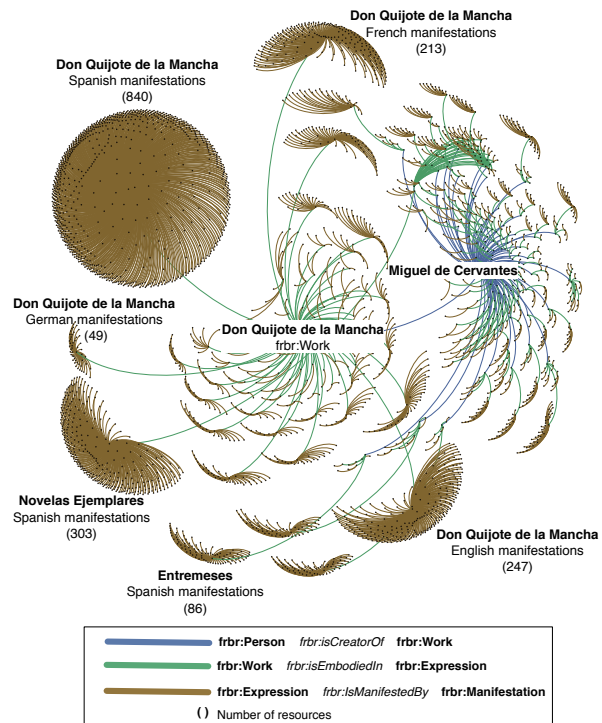 Don Quijote de la Mancha
French manifestations
(213)
Don Quijote de la Mancha
Spanish manifestations
(840)
Miguel de Cervantes
Don Quijote de la Mancha
German manifestations
(49)
Don Quijote de la Mancha
frbr:Work
Novelas Ejemplares
Spanish manifestations
(303)
Don Quijote de la Mancha
English manifestations
(247)
Entremeses
Spanish manifestations
(86)
frbr:Person frbr:isCreatorOf frbr:Work
frbr:Work frbr:isEmbodiedIn frbr:Expression
frbr:Expression frbr:IsManifestedBy frbr:Manifestation
() Number of resources